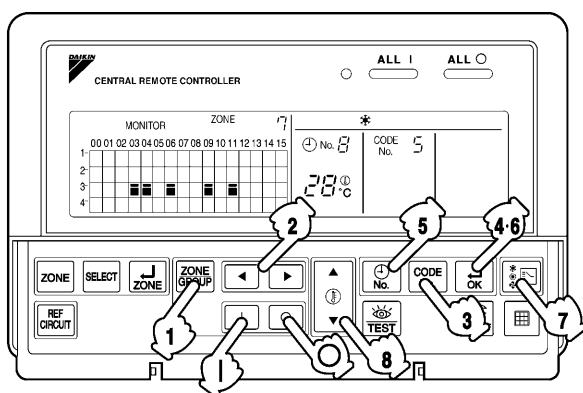 DAIKIN
CENTRAL REMOTE CONTROLLER
ALL I
ALL O
MONITOR ZONE 7
00 01 02 03 04 05 06 07 08 09 10 11 12 13 14 15
1-
2-
3-
4-
No. 8
28 °C
CODE No. 5
2
5
4·6
ZONE
SELECT
ZONE
ZONE GROUP
No.
CODE
OK
REF CIRCUIT
TEST
1
3
7
8